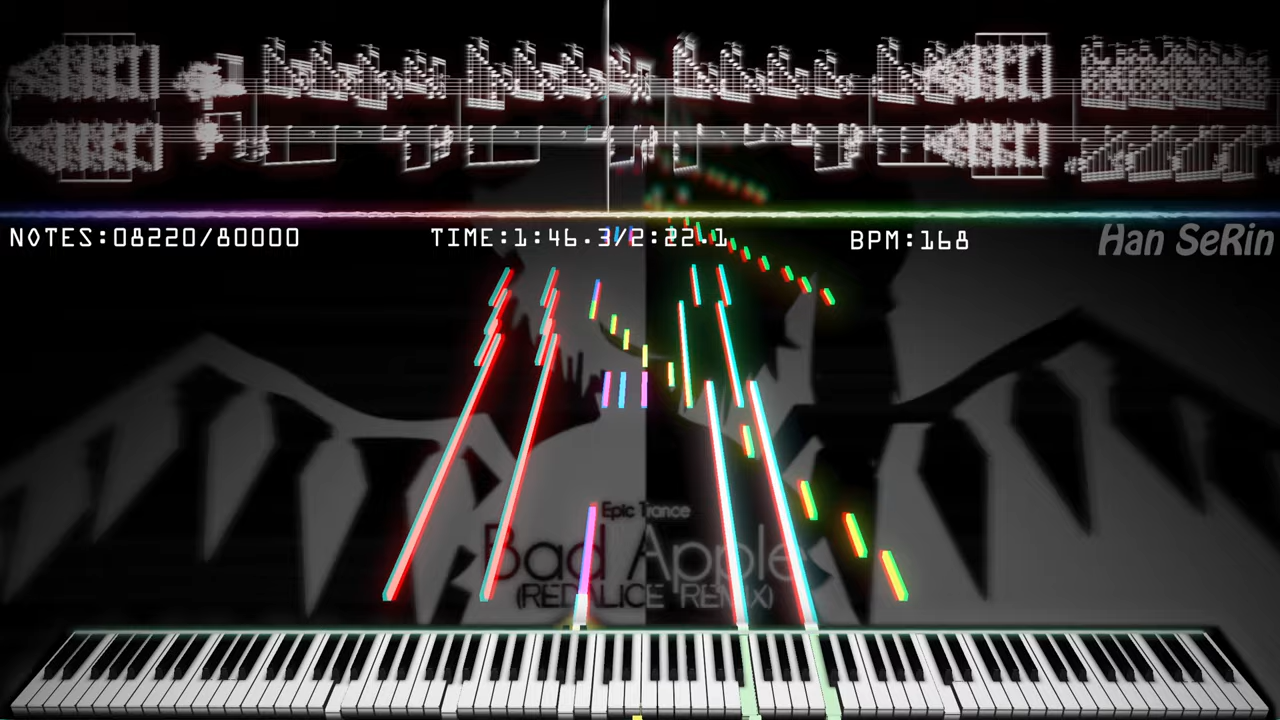 NOTES:08220/80000 TIME:1:46.3/2:22.1 BPM:168 Han SeRin
Epic Trance
Bad Apple
(REDALICE REMIX)